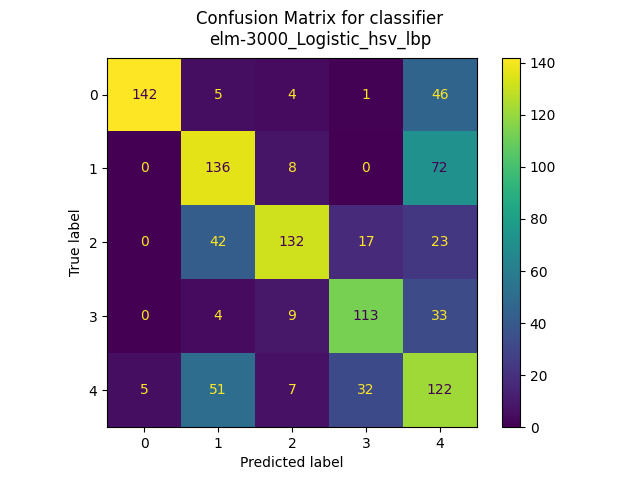 Confusion Matrix for classifier
elm-3000_Logistic_hsv_lbp
True label
0 142 5 4 1 46
1 0 136 8 0 72
2 0 42 132 17 23
3 0 4 9 113 33
4 5 51 7 32 122
0 1 2 3 4
Predicted label
140
120
100
80
60
40
20
0